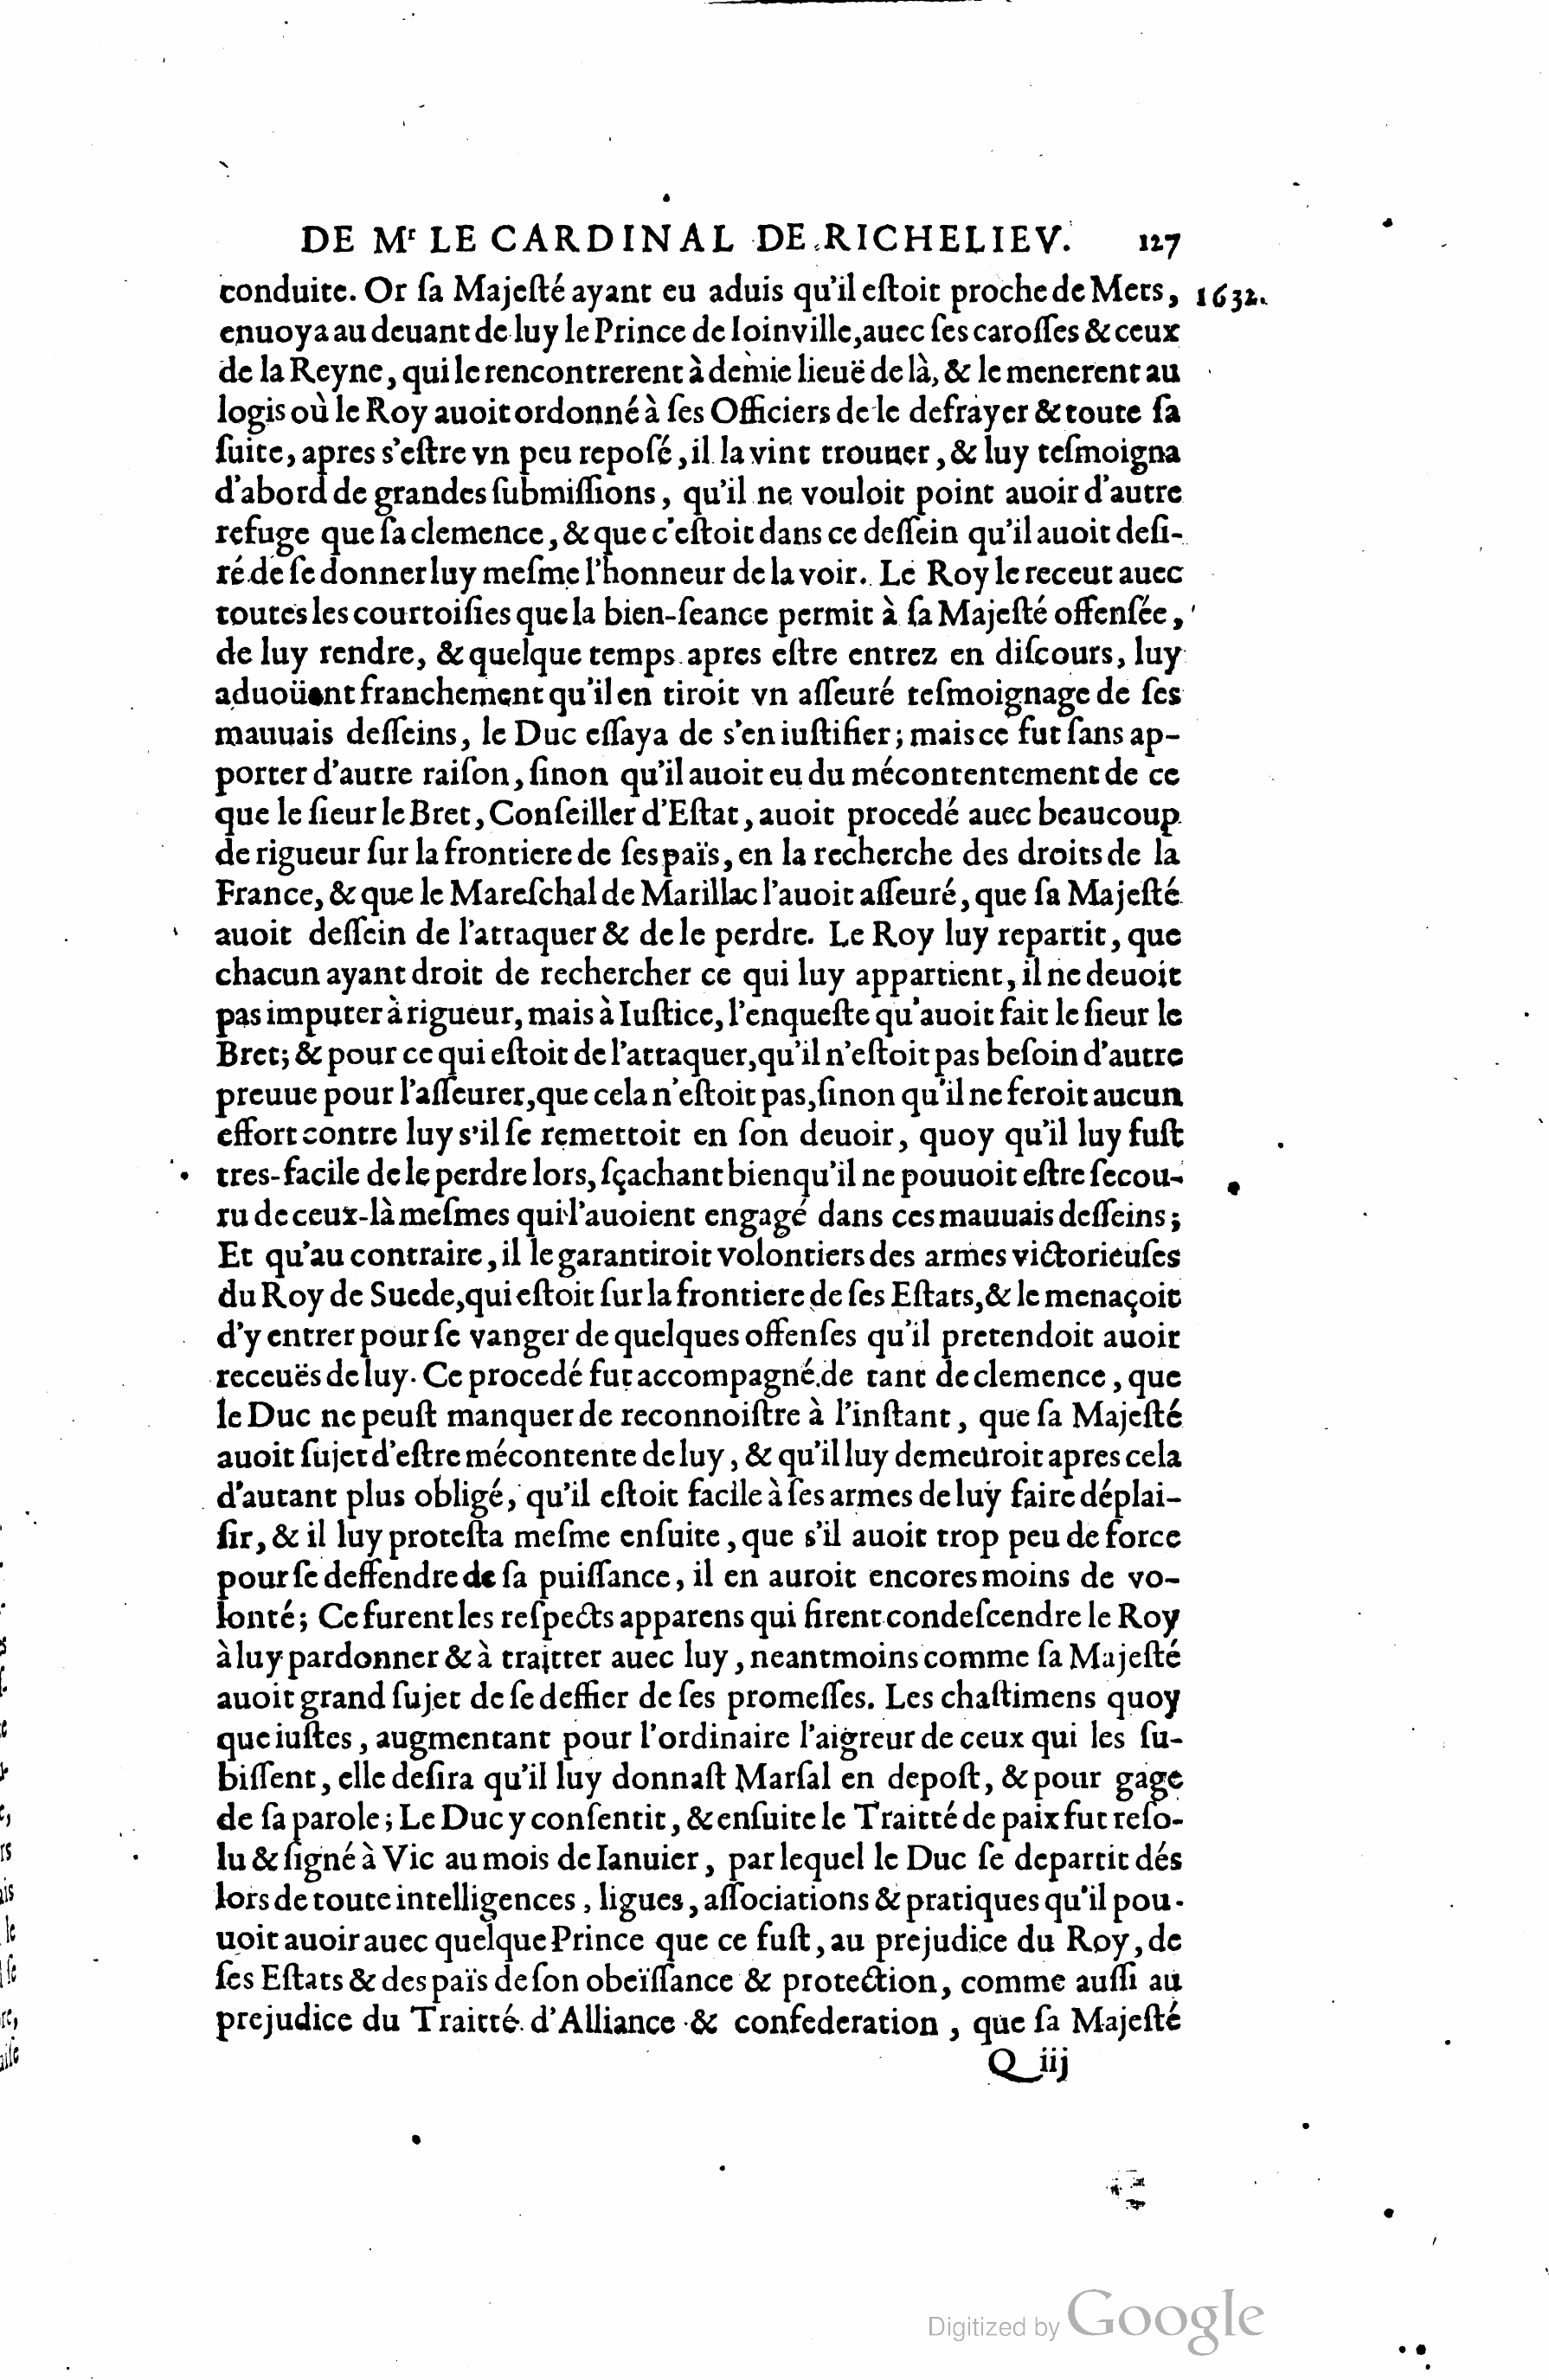 DE Mʳ LE CARDINAL DE RICHELIEV. 127
conduite. Or ſa Majeſté ayant eu aduis qu'il eſtoit proche de Mets, 1632.
enuoya au deuant de luy le Prince de Ioinville, auec ſes caroſſes & ceux
de la Reyne, qui le rencontrerent à demie lieuë de là, & le menerent au
logis où le Roy auoit ordonné à ſes Officiers de le defrayer & toute ſa
ſuite, apres s'eſtre vn peu repoſé, il la vint trouuer, & luy teſmoigna
d'abord de grandes ſubmiſſions, qu'il ne vouloit point auoir d'autre
refuge que ſa clemence, & que c'eſtoit dans ce deſſein qu'il auoit deſi-
ré de ſe donner luy meſme l'honneur de la voir. Le Roy le receut auec
toutes les courtoiſies que la bien-ſeance permit à ſa Majeſté offenſée,
de luy rendre, & quelque temps apres eſtre entrez en diſcours, luy
aduoüant franchement qu'il en tiroit vn aſſeuré teſmoignage de ſes
mauuais deſſeins, le Duc eſſaya de s'en iuſtifier; mais ce fut ſans ap-
porter d'autre raiſon, ſinon qu'il auoit eu du mécontentement de ce
que le ſieur le Bret, Conſeiller d'Eſtat, auoit procedé auec beaucoup
de rigueur ſur la frontiere de ſes païs, en la recherche des droits de la
France, & que le Mareſchal de Marillac l'auoit aſſeuré, que ſa Majeſté
auoit deſſein de l'attaquer & de le perdre. Le Roy luy repartit, que
chacun ayant droit de rechercher ce qui luy appartient, il ne deuoit
pas imputer à rigueur, mais à Iuſtice, l'enqueſte qu'auoit fait le ſieur le
Bret; & pour ce qui eſtoit de l'attaquer, qu'il n'eſtoit pas beſoin d'autre
preuue pour l'aſſeurer, que cela n'eſtoit pas, ſinon qu'il ne feroit aucun
effort contre luy s'il ſe remettoit en ſon deuoir, quoy qu'il luy fuſt
tres-facile de le perdre lors, ſçachant bien qu'il ne pouuoit eſtre ſecou-
ru de ceux-là meſmes qui l'auoient engagé dans ces mauuais deſſeins;
Et qu'au contraire, il le garantiroit volontiers des armes victorieuſes
du Roy de Suede, qui eſtoit ſur la frontiere de ſes Eſtats, & le menaçoit
d'y entrer pour ſe vanger de quelques offenſes qu'il pretendoit auoir
receuës de luy. Ce procedé fut accompagné de tant de clemence, que
le Duc ne peuſt manquer de reconnoiſtre à l'inſtant, que ſa Majeſté
auoit ſujet d'eſtre mécontente de luy, & qu'il luy demeuroit apres cela
d'autant plus obligé, qu'il eſtoit facile à ſes armes de luy faire déplai-
ſir, & il luy proteſta meſme enſuite, que s'il auoit trop peu de force
pour ſe deffendre de ſa puiſſance, il en auroit encores moins de vo-
lonté; Ce furent les reſpects apparens qui firent condeſcendre le Roy
à luy pardonner & à traitter auec luy, neantmoins comme ſa Majeſté
auoit grand ſujet de ſe deffier de ſes promeſſes. Les chaſtimens quoy
que iuſtes, augmentant pour l'ordinaire l'aigreur de ceux qui les ſu-
biſſent, elle deſira qu'il luy donnaſt Marſal en depoſt, & pour gage
de ſa parole; Le Duc y conſentit, & enſuite le Traitté de paix fut reſo-
lu & ſigné à Vic au mois de Ianuier, par lequel le Duc ſe departit dés
lors de toute intelligences, ligues, aſſociations & pratiques qu'il pou-
uoit auoir auec quelque Prince que ce fuſt, au prejudice du Roy, de
ſes Eſtats & des païs de ſon obeïſſance & protection, comme auſſi au
prejudice du Traitté d'Alliance & confederation, que ſa Majeſté
Q iij
Digitized by Google